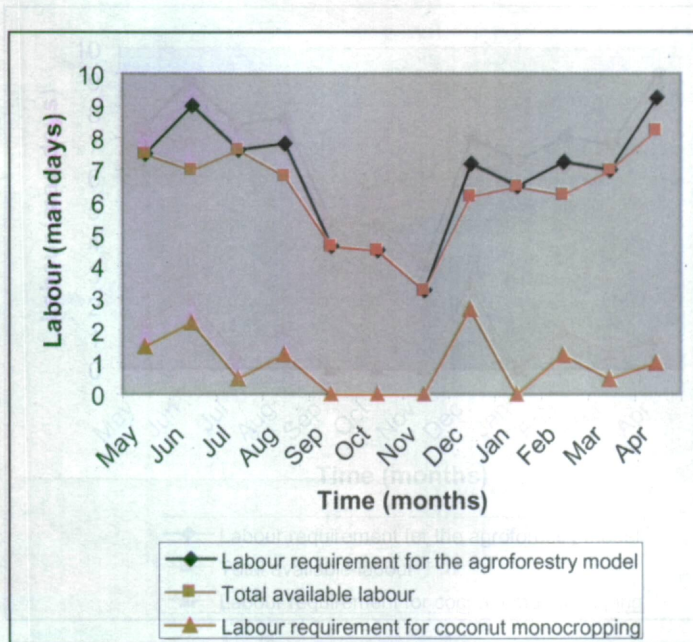 Labour (man days)
10
9
8
7
6
5
4
3
2
1
0
May
Jun
Jul
Aug
Sep
Oct
Nov
Dec
Jan
Feb
Mar
Apr
Time (months)
Labour requirement for the agroforestry model
Total available labour
Labour requirement for coconut monocropping